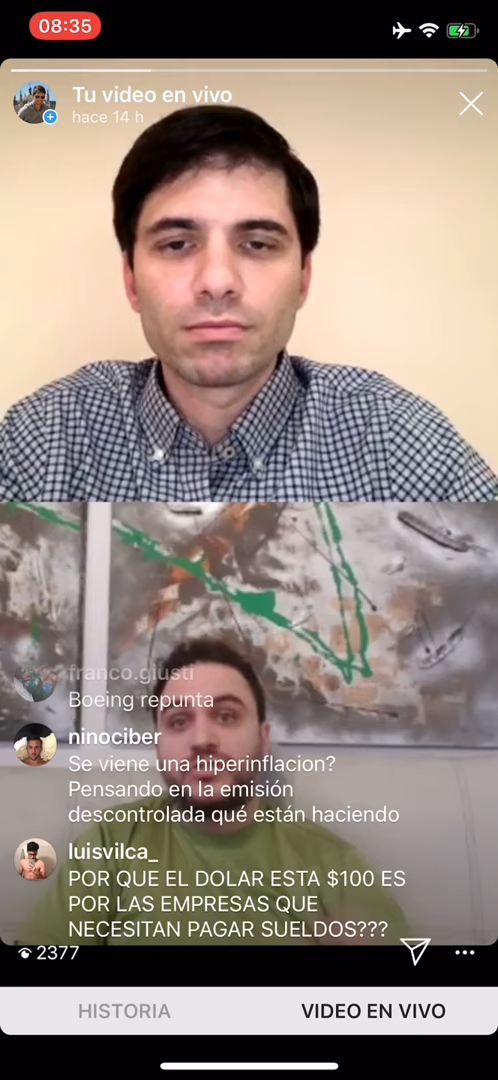 08:35
Tu video en vivo
hace 14 h
franco.giusti
Boeing repunta
ninociber
Se viene una hiperinflacion?
Pensando en la emisión
descontrolada qué están haciendo
luisvilca_
POR QUE EL DOLAR ESTA $100 ES
POR LAS EMPRESAS QUE
NECESITAN PAGAR SUELDOS???
2377
HISTORIA
VIDEO EN VIVO